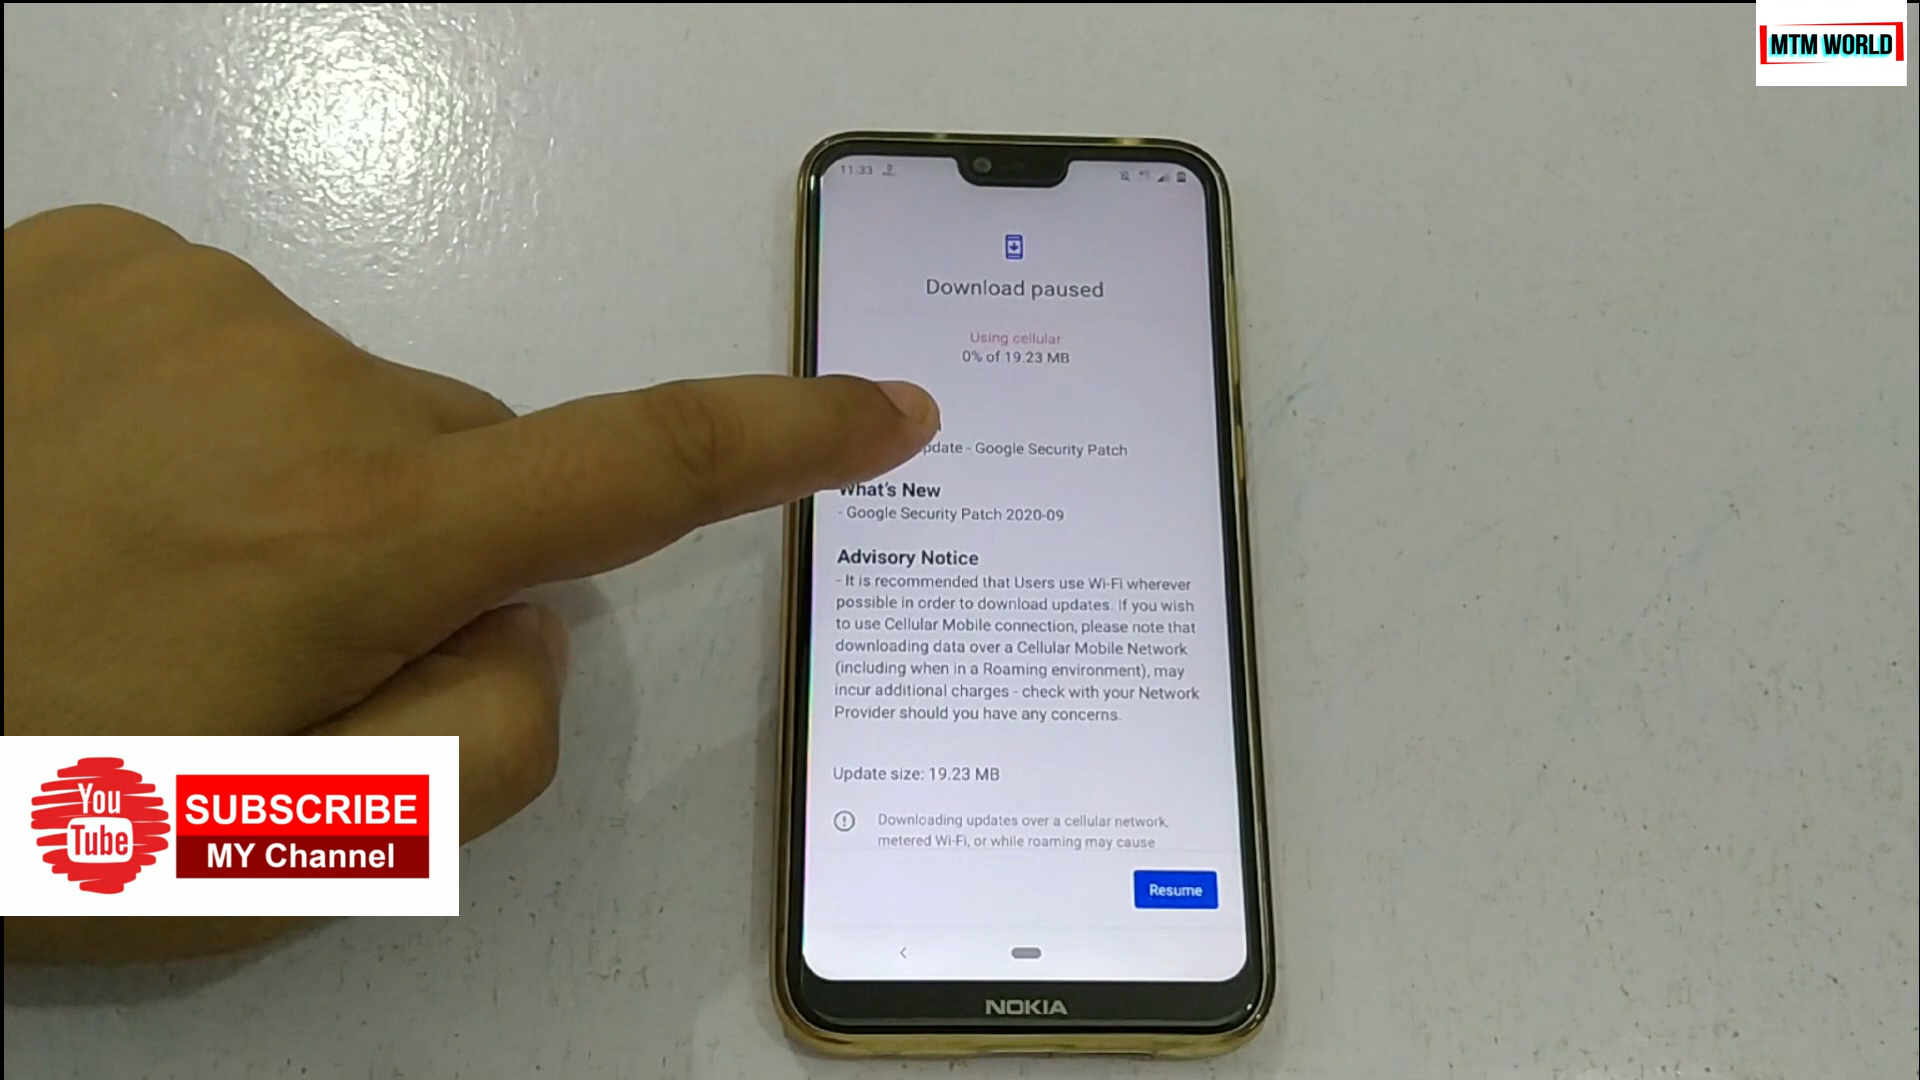 MTM WORLD
11:33
Download paused
Using cellular
0% of 19.23 MB
- Google Security Patch
What's New
- Google Security Patch 2020-09
Advisory Notice
- It is recommended that Users use Wi-Fi wherever
possible in order to download updates. If you wish
to use Cellular Mobile connection, please note that
downloading data over a Cellular Mobile Network
(including when in a Roaming environment), may
incur additional charges - check with your Network
Provider should you have any concerns.
Update size: 19.23 MB
Downloading updates over a cellular network,
metered Wi-Fi, or while roaming may cause
Resume
NOKIA
You
Tube
SUBSCRIBE
MY Channel